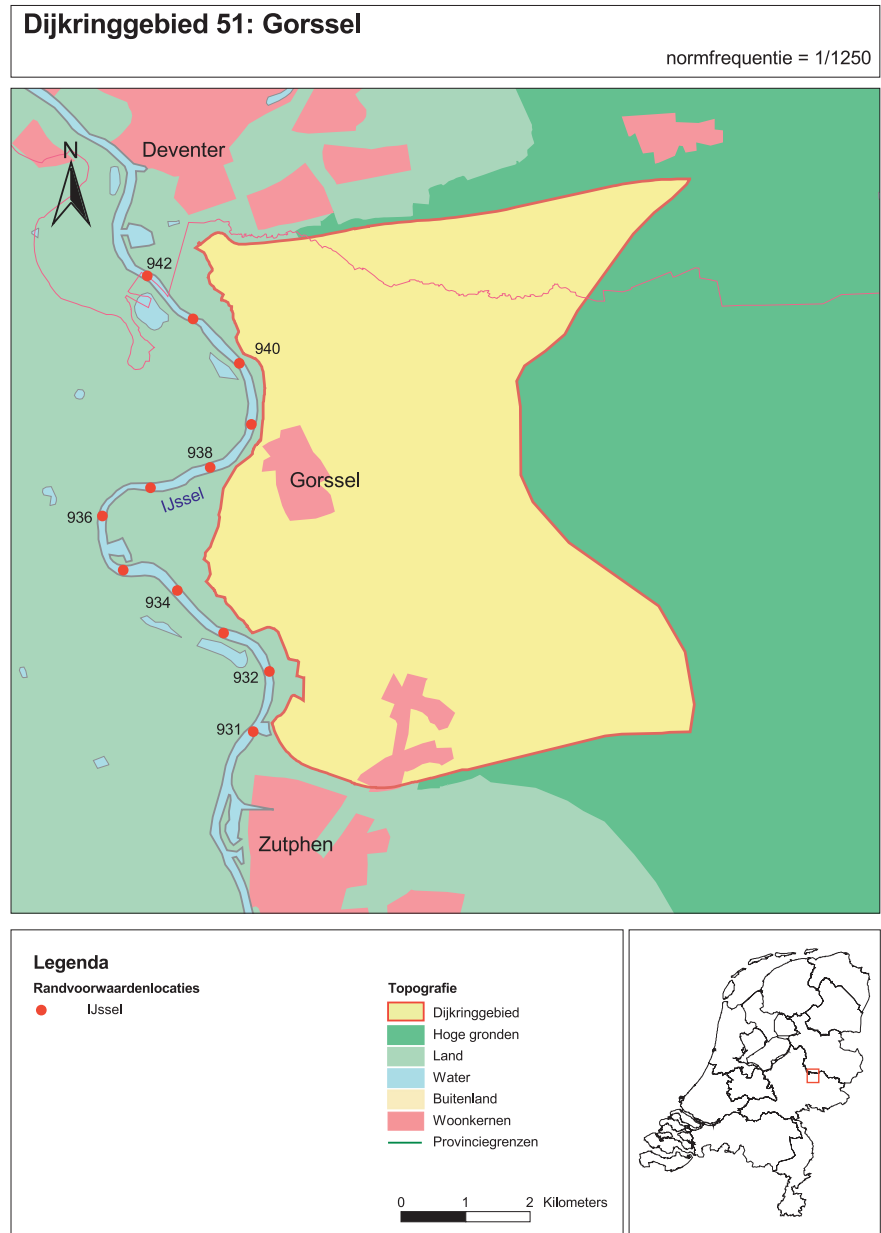 Dijkringgebied 51: Gorssel
normfrequentie = 1/1250
N
Deventer
942
940
938
IJssel
Gorssel
936
934
932
931
Zutphen
Legenda
Randvoorwaardenlocaties
IJssel
Topografie
Dijkringgebied
Hoge gronden
Land
Water
Buitenland
Woonkernen
Provinciegrenzen
0 1 2 Kilometers